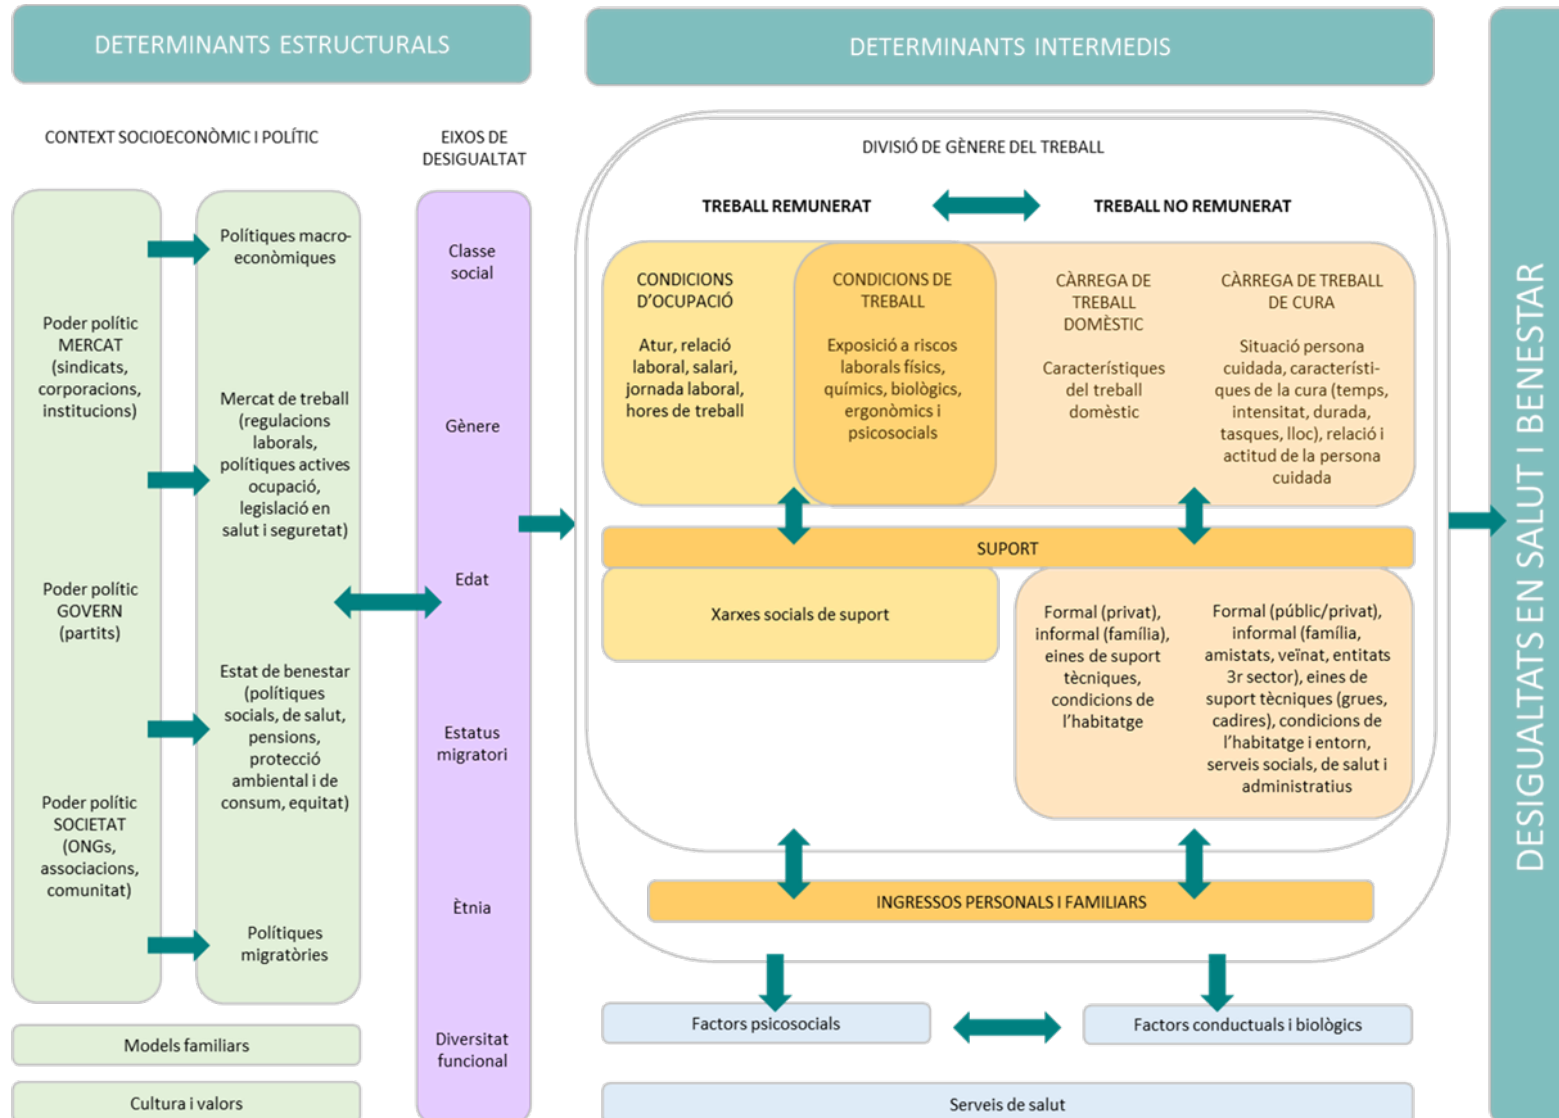 DETERMINANTS ESTRUCTURALS
CONTEXT SOCIOECONÒMIC I POLÍTIC
Poder polític
MERCAT
(sindicats,
corporacions,
institucions)
Poder polític
GOVERN
(partits)
Poder polític
SOCIETAT
(ONGs,
associacions,
comunitat)
Polítiques macro-
econòmiques
Mercat de treball
(regulacions
laborals,
polítiques actives
ocupació,
legislació en
salut i seguretat)
Estat de benestar
(polítiques
socials, de salut,
pensions,
protecció
ambiental i de
consum, equitat)
Polítiques
migratòries
Models familiars
Cultura i valors
EIXOS DE
DESIGUALTAT
Classe
social
Gènere
Edat
Estatus
migratori
Ètnia
Diversitat
funcional
DETERMINANTS INTERMEDIS
DIVISIÓ DE GÈNERE DEL TREBALL
TREBALL REMUNERAT
TREBALL NO REMUNERAT
CONDICIONS
D'OCUPACIÓ
Atur, relació
laboral, salari,
jornada laboral,
hores de treball
CONDICIONS DE
TREBALL
Exposició a riscos
laborals físics,
químics, biològics,
ergonòmics i
psicosocials
CÀRREGA DE
TREBALL
DOMÈSTIC
Característiques
del treball
domèstic
CÀRREGA DE TREBALL
DE CURA
Situació persona
cuidada, característi-
ques de la cura (temps,
intensitat, durada,
tasques, lloc), relació i
actitud de la persona
cuidada
SUPORT
Xarxes socials de suport
Formal (privat),
informal (família),
eines de suport
tècniques,
condicions de
l'habitatge
Formal (públic/privat),
informal (família,
amistats, veïnat, entitats
3r sector), eines de
suport tècniques (grues,
cadires), condicions de
l'habitatge i entorn,
serveis socials, de salut i
administratius
INGRESSOS PERSONALS I FAMILIARS
Factors psicosocials
Factors conductuals i biològics
Serveis de salut
DESIGUALTATS EN SALUT I BENESTAR